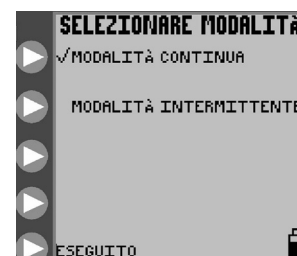 SELEZIONARE MODALITà
√MODALITà CONTINUA
MODALITà INTERMITTENTE
ESEGUITO